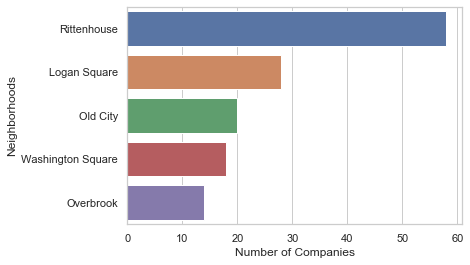 Rittenhouse
Logan Square
Old City
Washington Square
Overbrook
Neighborhoods
0 10 20 30 40 50 60
Number of Companies